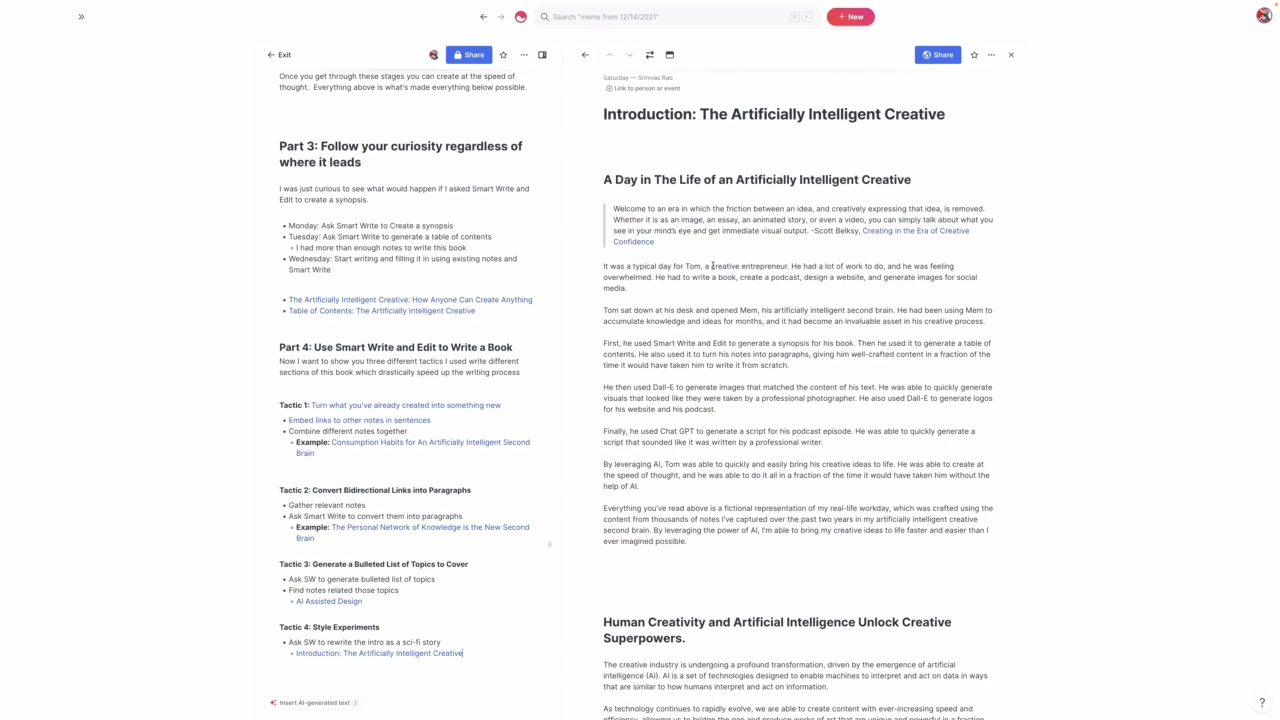 Search "mems from 12/14/2021"
⌘ K
+ New
Exit
Share
Once you get through these stages you can create at the speed of
thought. Everything above is what's made everything below possible.
Part 3: Follow your curiosity regardless of
where it leads
I was just curious to see what would happen if I asked Smart Write and
Edit to create a synopsis.
• Monday: Ask Smart Write to Create a synopsis
• Tuesday: Ask Smart Write to generate a table of contents
• I had more than enough notes to write this book
• Wednesday: Start writing and filling it in using existing notes and
Smart Write
• The Artificially Intelligent Creative: How Anyone Can Create Anything
• Table of Contents: The Artificially Intelligent Creative
Part 4: Use Smart Write and Edit to Write a Book
Now I want to show you three different tactics I used write different
sections of this book which drastically speed up the writing process
Tactic 1: Turn what you've already created into something new
• Embed links to other notes in sentences
• Combine different notes together
• Example: Consumption Habits for An Artificially Intelligent Second
Brain
Tactic 2: Convert Bidirectional Links into Paragraphs
• Gather relevant notes
• Ask Smart Write to convert them into paragraphs
• Example: The Personal Network of Knowledge is the New Second
Brain
Tactic 3: Generate a Bulleted List of Topics to Cover
• Ask SW to generate bulleted list of topics
• Find notes related those topics
• AI Assisted Design
Tactic 4: Style Experiments
• Ask SW to rewrite the intro as a sci-fi story
• Introduction: The Artificially Intelligent Creative
Insert AI-generated text /
Share
Saturday — Srinivas Rao
Link to person or event
Introduction: The Artificially Intelligent Creative
A Day in The Life of an Artificially Intelligent Creative
Welcome to an era in which the friction between an idea, and creatively expressing that idea, is removed.
Whether it is as an image, an essay, an animated story, or even a video, you can simply talk about what you
see in your mind's eye and get immediate visual output. -Scott Belksy, Creating in the Era of Creative
Confidence
It was a typical day for Tom, a creative entrepreneur. He had a lot of work to do, and he was feeling
overwhelmed. He had to write a book, create a podcast, design a website, and generate images for social
media.
Tom sat down at his desk and opened Mem, his artificially intelligent second brain. He had been using Mem to
accumulate knowledge and ideas for months, and it had become an invaluable asset in his creative process.
First, he used Smart Write and Edit to generate a synopsis for his book. Then he used it to generate a table of
contents. He also used it to turn his notes into paragraphs, giving him well-crafted content in a fraction of the
time it would have taken him to write it from scratch.
He then used Dall-E to generate images that matched the content of his text. He was able to quickly generate
visuals that looked like they were taken by a professional photographer. He also used Dall-E to generate logos
for his website and his podcast.
Finally, he used Chat GPT to generate a script for his podcast episode. He was able to quickly generate a
script that sounded like it was written by a professional writer.
By leveraging AI, Tom was able to quickly and easily bring his creative ideas to life. He was able to create at
the speed of thought, and he was able to do it all in a fraction of the time it would have taken him without the
help of AI.
Everything you've read above is a fictional representation of my real-life workday, which was crafted using the
content from thousands of notes I've captured over the past two years in my artificially intelligent creative
second brain. By leveraging the power of AI, I'm able to bring my creative ideas to life faster and easier than I
ever imagined possible.
Human Creativity and Artificial Intelligence Unlock Creative
Superpowers.
The creative industry is undergoing a profound transformation, driven by the emergence of artificial
intelligence (AI). AI is a set of technologies designed to enable machines to interpret and act on data in ways
that are similar to how humans interpret and act on information.
As technology continues to rapidly evolve, we are able to create content with ever-increasing speed and
efficiency, allowing us to bridge the gap and produce works of art that are unique and powerful in a fraction
?